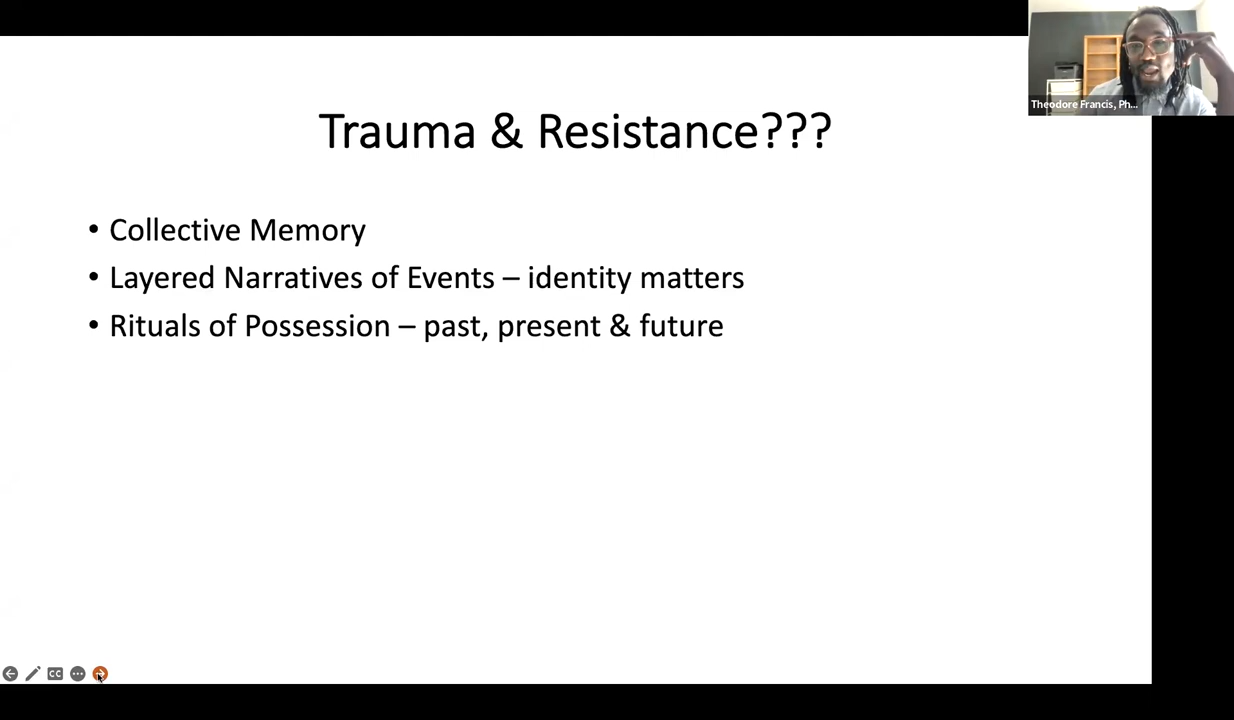 Theodore Francis, Ph...
Trauma & Resistance???
• Collective Memory
• Layered Narratives of Events – identity matters
• Rituals of Possession – past, present & future
CC